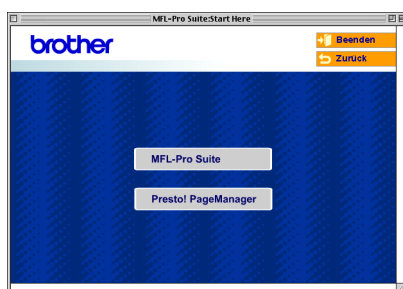 MFL-Pro Suite:Start Here
brother
Beenden
Zurück
MFL-Pro Suite
Presto! PageManager